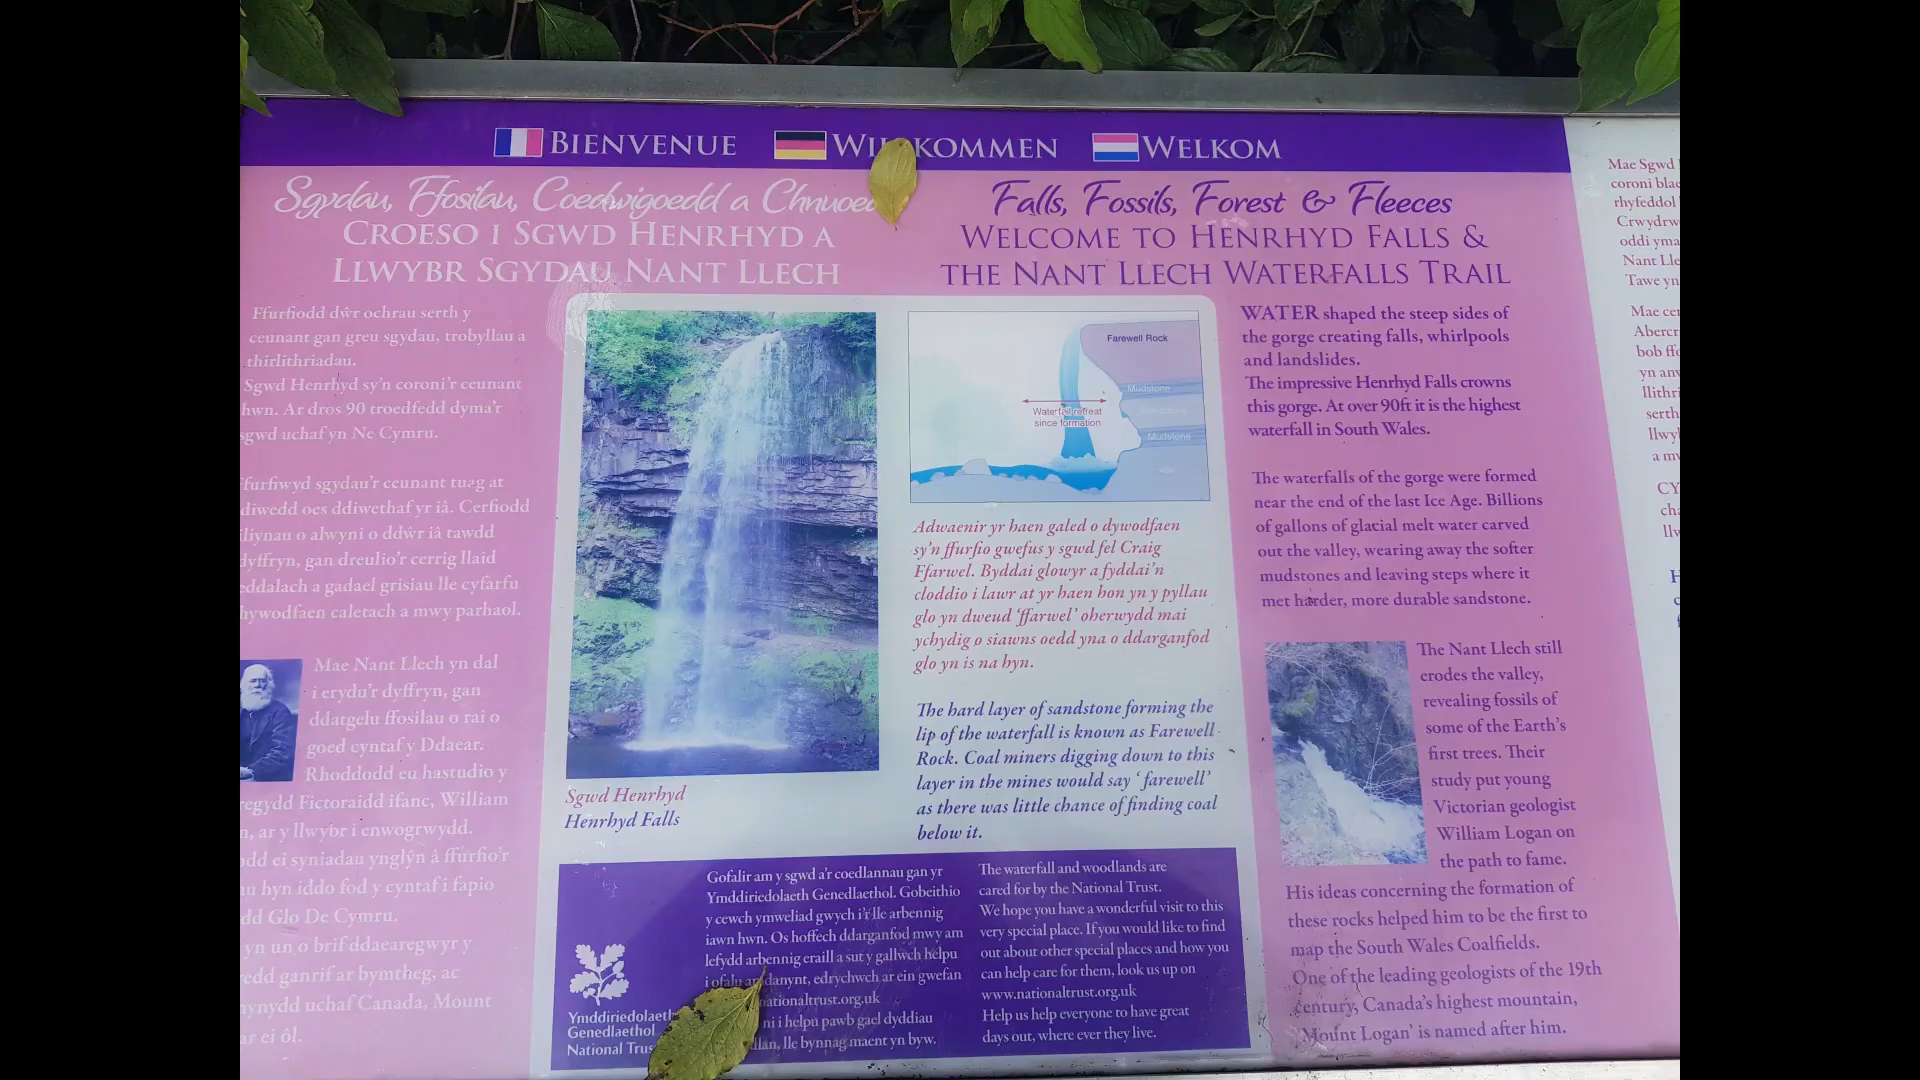 BIENVENUE
WILLKOMMEN
WELKOM
Sgydau, Ffosilau, Coedwigoedd a
CROESO I SGWD HENRHYD A
LLWYBR SGYDAU NANT LLECH
Falls, Fossils, Forest & Fleeces
WELCOME TO HENRHYD FALLS &
THE NANT LLECH WATERFALLS TRAIL
Ffurfiodd dŵr ochrau serth y
ceunant gan greu sgydau, trobyllau a
thirlithriadau.
Sgwd Henrhyd sy'n coroni'r ceunant
hwn. Ar dros 90 troedfedd dyma'r
sgwd uchaf yn Ne Cymru.
sgydau'r ceunant tuag at
diwedd oes ddiwethaf yr iâ. Cerfiodd
o alwyni o ddŵr iâ tawdd
dyffryn, gan dreulio'r cerrig llaid
a gadael grisiau lle cyfarfu
caletach a mwy parhaol.
Mae Nant Llech yn dal
i erydu'r dyffryn, gan
ddatgelu ffosilau o rai o
goed cyntaf y Ddaear.
Rhoddodd eu hastudio y
Fictoraidd ifanc, William
ar y llwybr i enwogrwydd.
ei syniadau ynglŷn â ffurfio'r
hyn iddo fod y cyntaf i fapio
Glo De Cymru.
yn un o brif ddaearegwyr y
ganrif ar bymtheg, ac
uchaf Canada, Mount
ei ôl.
Sgwd Henrhyd
Henrhyd Falls
Farewell Rock
Mudstone
Sandstone
Mudstone
Waterfall retreat
since formation
Adwaenir yr haen galed o dywodfaen
sy'n ffurfio gwefus y sgwd fel Craig
Ffarwel. Byddai glowyr a fyddai'n
cloddio i lawr at yr haen hon yn y pyllau
glo yn dweud 'ffarwel' oherwydd mai
ychydig o siawns oedd yna o ddarganfod
glo yn is na hyn.
The hard layer of sandstone forming the
lip of the waterfall is known as Farewell
Rock. Coal miners digging down to this
layer in the mines would say ' farewell'
as there was little chance of finding coal
below it.
Gofalir am y sgwd a'r coedlannau gan yr
Ymddiriedolaeth Genedlaethol. Gobeithio
y cewch ymweliad gwych i'r lle arbennig
iawn hwn. Os hoffech ddarganfod mwy am
lefydd arbennig eraill a sut y gallwch helpu
i ofalu amdanynt, edrychwch ar ein gwefan
nationaltrust.org.uk
ni i helpu pawb gael dyddiau
allan, lle bynnag maent yn byw.
Ymddiriedolaeth
Genedlaethol
National Trust
The waterfall and woodlands are
cared for by the National Trust.
We hope you have a wonderful visit to this
very special place. If you would like to find
out about other special places and how you
can help care for them, look us up on
www.nationaltrust.org.uk
Help us help everyone to have great
days out, where ever they live.
WATER shaped the steep sides of
the gorge creating falls, whirlpools
and landslides.
The impressive Henrhyd Falls crowns
this gorge. At over 90ft it is the highest
waterfall in South Wales.
The waterfalls of the gorge were formed
near the end of the last Ice Age. Billions
of gallons of glacial melt water carved
out the valley, wearing away the softer
mudstones and leaving steps where it
met harder, more durable sandstone.
The Nant Llech still
erodes the valley,
revealing fossils of
some of the Earth's
first trees. Their
study put young
Victorian geologist
William Logan on
the path to fame.
His ideas concerning the formation of
these rocks helped him to be the first to
map the South Wales Coalfields.
One of the leading geologists of the 19th
century, Canada's highest mountain,
'Mount Logan' is named after him.
Mae Sgwd
coroni
rhyfeddol
oddi yma
Nant
Tawe yn
Mae
bob
yn
serth
a